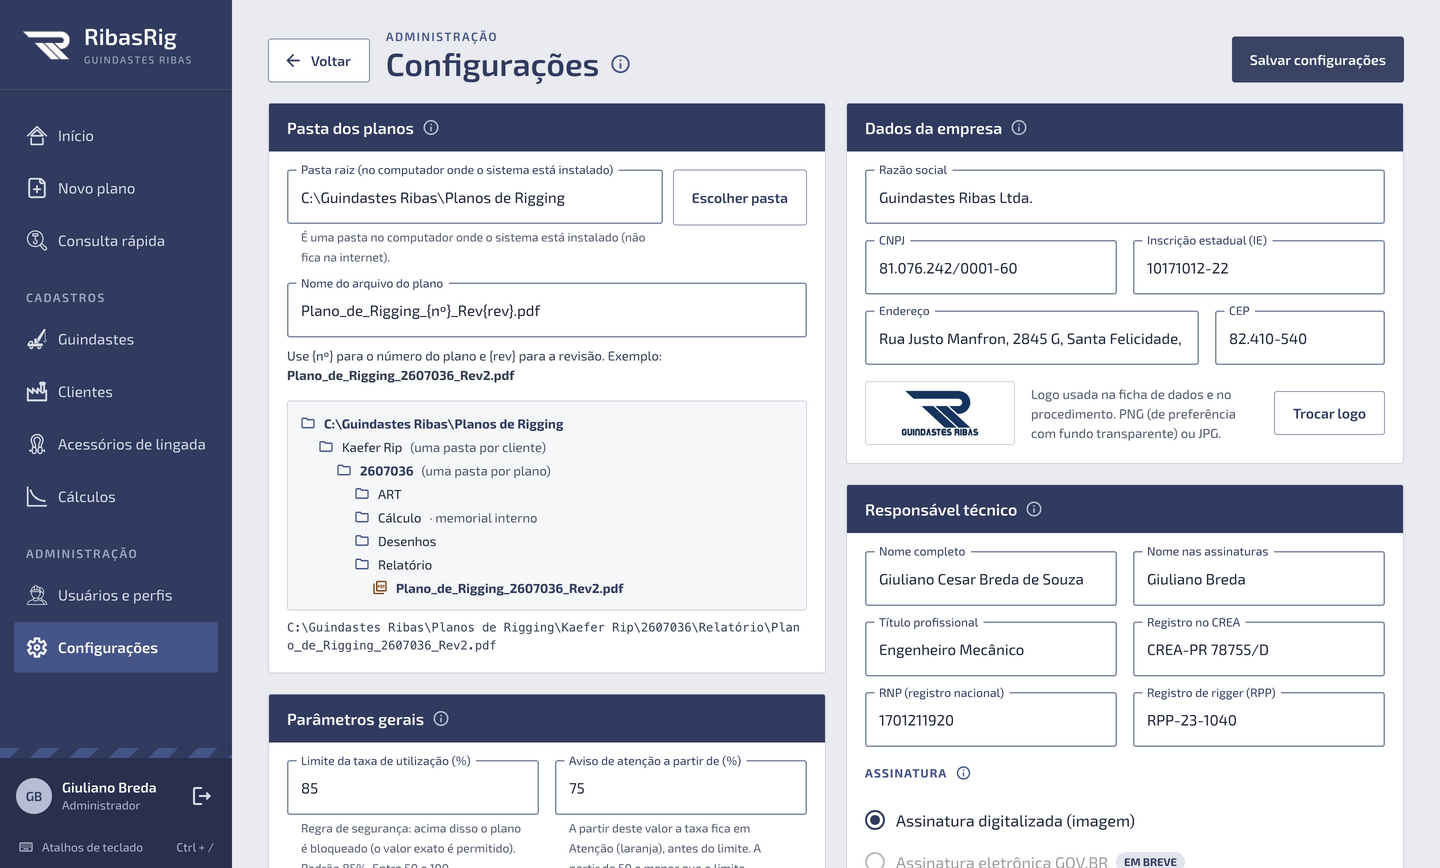 RibasRig
GUINDASTES RIBAS
Início
Novo plano
Consulta rápida
CADASTROS
Guindastes
Clientes
Acessórios de lingada
Cálculos
ADMINISTRAÇÃO
Usuários e perfis
Configurações
GB
Giuliano Breda
Administrador
Atalhos de teclado
Ctrl + /
Voltar
ADMINISTRAÇÃO
Configurações
Salvar configurações
Pasta dos planos
Pasta raiz (no computador onde o sistema está instalado)
C:\Guindastes Ribas\Planos de Rigging
Escolher pasta
É uma pasta no computador onde o sistema está instalado (não
fica na internet).
Nome do arquivo do plano
Plano_de_Rigging_{nº}_Rev{rev}.pdf
Use {nº} para o número do plano e {rev} para a revisão. Exemplo:
Plano_de_Rigging_2607036_Rev2.pdf
C:\Guindastes Ribas\Planos de Rigging
Kaefer Rip (uma pasta por cliente)
2607036 (uma pasta por plano)
ART
Cálculo · memorial interno
Desenhos
Relatório
Plano_de_Rigging_2607036_Rev2.pdf
C:\Guindastes Ribas\Planos de Rigging\Kaefer Rip\2607036\Relatório\Plan
o_de_Rigging_2607036_Rev2.pdf
Parâmetros gerais
Limite da taxa de utilização (%)
85
Regra de segurança: acima disso o plano
é bloqueado (o valor exato é permitido).
Padrão 85%. Entre 50 e 100.
Aviso de atenção a partir de (%)
75
A partir deste valor a taxa fica em
Atenção (laranja), antes do limite. A
partir de 50 e menor que o limite.
Dados da empresa
Razão social
Guindastes Ribas Ltda.
CNPJ
81.076.242/0001-60
Inscrição estadual (IE)
10171012-22
Endereço
Rua Justo Manfron, 2845 G, Santa Felicidade,
CEP
82.410-540
GUINDASTES RIBAS
Logo usada na ficha de dados e no
procedimento. PNG (de preferência
com fundo transparente) ou JPG.
Trocar logo
Responsável técnico
Nome completo
Giuliano Cesar Breda de Souza
Nome nas assinaturas
Giuliano Breda
Título profissional
Engenheiro Mecânico
Registro no CREA
CREA-PR 78755/D
RNP (registro nacional)
1701211920
Registro de rigger (RPP)
RPP-23-1040
ASSINATURA
Assinatura digitalizada (imagem)
Assinatura eletrônica GOV.BR
EM BREVE